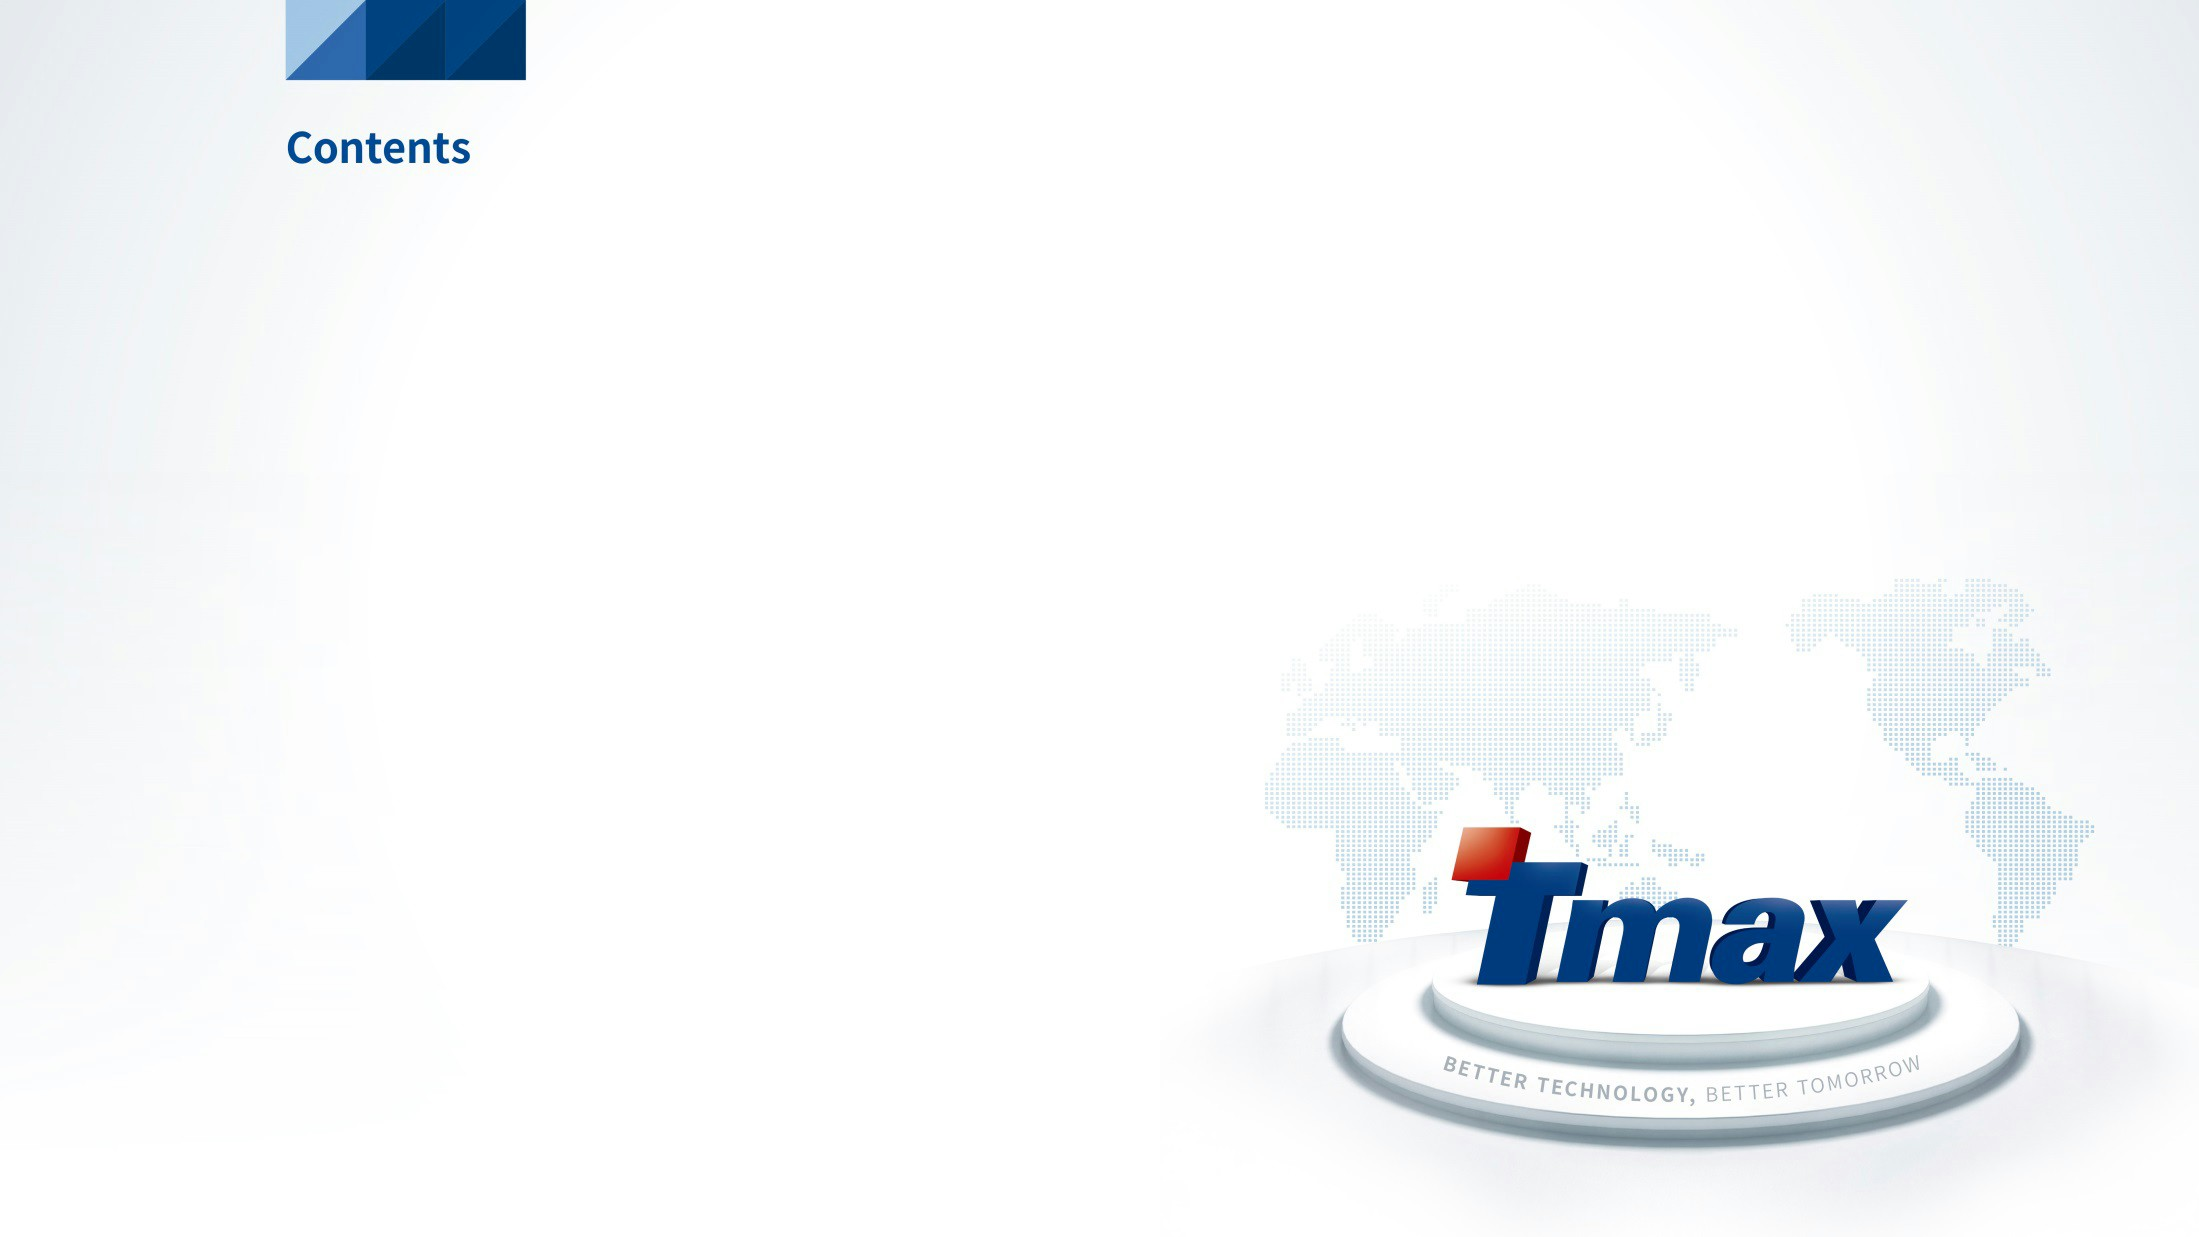 Contents
Tmax
BETTER TECHNOLOGY, BETTER TOMORROW